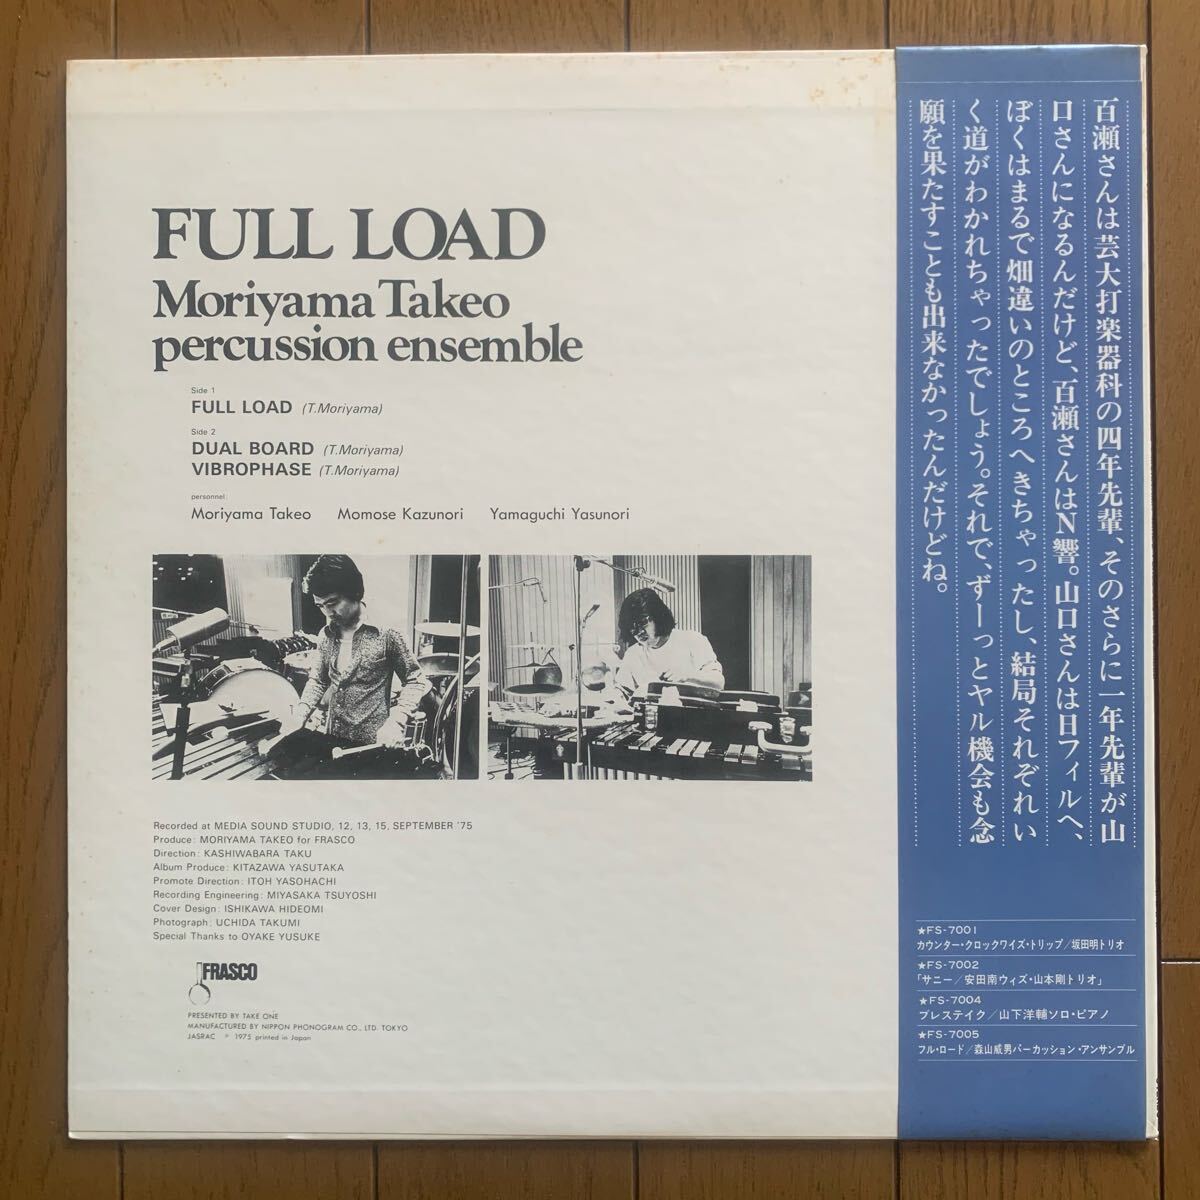 FULL LOAD
Moriyama Takeo
percussion ensemble
Side 1
FULL LOAD (T.Moriyama)
Side 2
DUAL BOARD (T.Moriyama)
VIBROPHASE (T.Moriyama)
personnel:
Moriyama Takeo Momose Kazunori Yamaguchi Yasunori
Recorded at MEDIA SOUND STUDIO, 12, 13, 15, SEPTEMBER '75
Produce: MORIYAMA TAKEO for FRASCO
Direction: KASHIWABARA TAKU
Album Produce: KITAZAWA YASUTAKA
Promote Direction: ITOH YASOHACHI
Recording Engineering: MIYASAKA TSUYOSHI
Cover Design: ISHIKAWA HIDEOMI
Photograph: UCHIDA TAKUMI
Special Thanks to OYAKE YUSUKE
FRASCO
PRESENTED BY TAKE ONE
MANUFACTURED BY NIPPON PHONOGRAM CO., LTD. TOKYO
JASRAC ℗ 1975 printed in Japan
百瀬さんは芸大打楽器科の四年先輩、そのさらに一年先輩が山
口さんになるんだけど、百瀬さんはN響。山口さんは日フィルへ、
ぼくはまるで畑違いのところへきちゃったし、結局それぞれい
く道がわかれちゃったでしょう。それで、ずーっとヤル機会も念
願を果たすことも出来なかったんだけどね。
★FS-7001
カウンター・クロックワイズ・トリップ/坂田明トリオ
★FS-7002
「サニー/安田南ウィズ・山本剛トリオ」
★FS-7004
ブレステイク/山下洋輔ソロ・ピアノ
★FS-7005
フル・ロード/森山威男パーカッション・アンサンブル